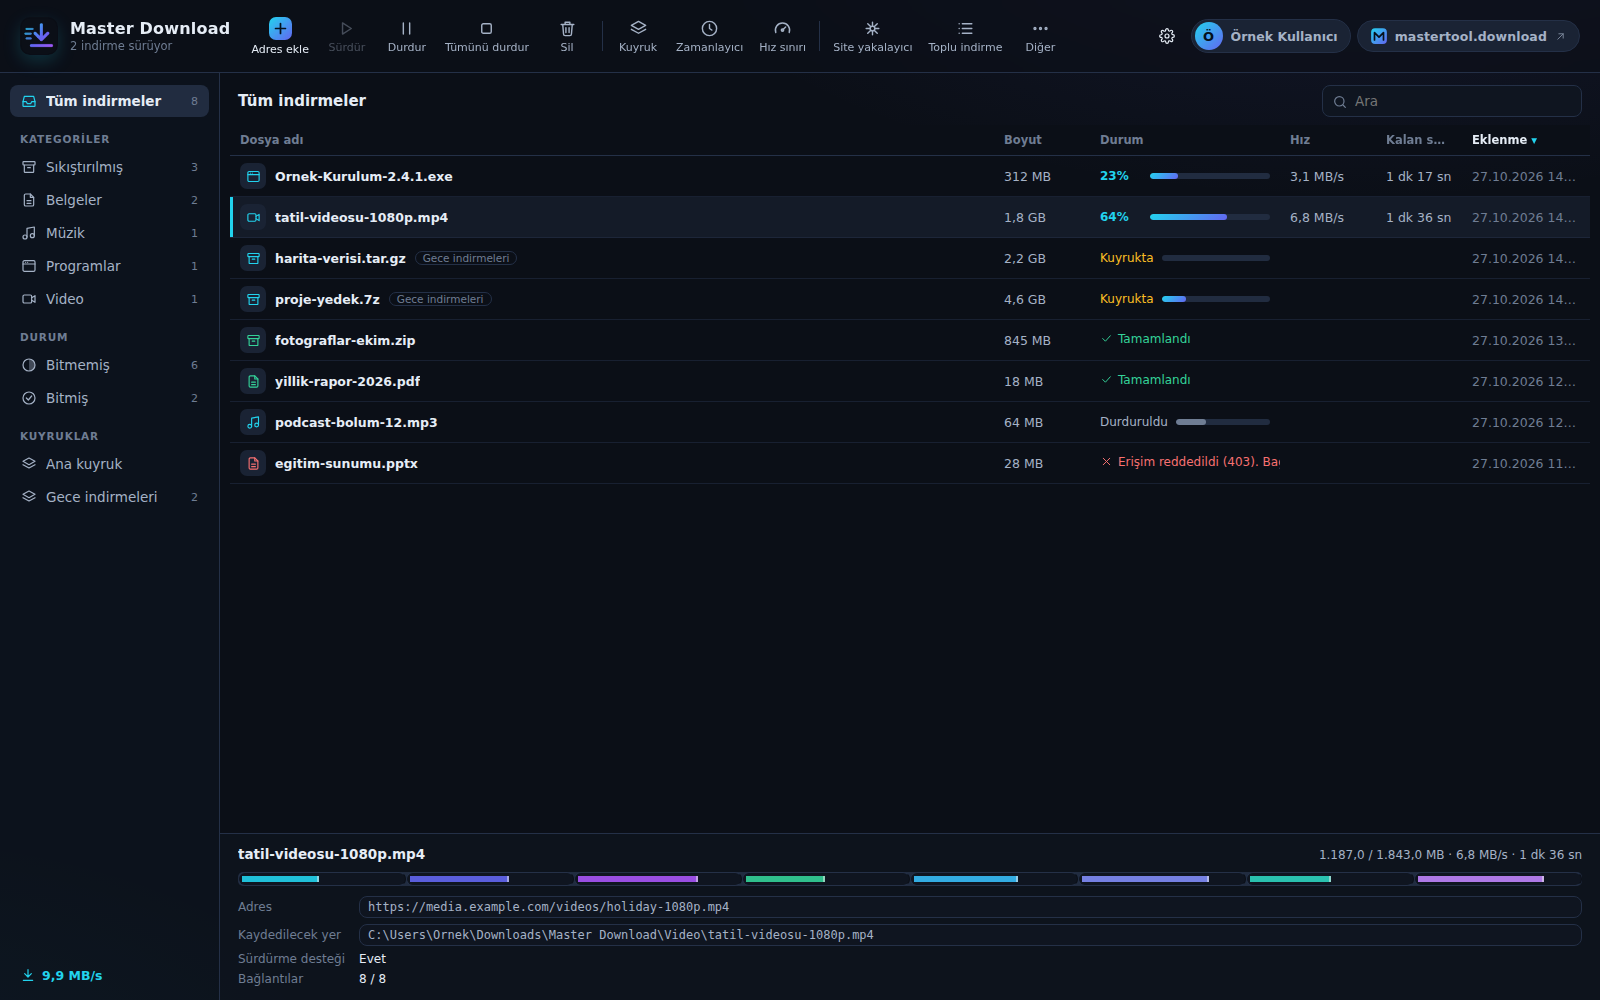 Master Download
2 indirme sürüyor
Adres ekle
Sürdür
Durdur
Tümünü durdur
Sil
Kuyruk
Zamanlayıcı
Hız sınırı
Site yakalayıcı
Toplu indirme
Diğer
Ö Örnek Kullanıcı
mastertool.download
Tüm indirmeler 8
KATEGORİLER
Sıkıştırılmış 3
Belgeler 2
Müzik 1
Programlar 1
Video 1
DURUM
Bitmemiş 6
Bitmiş 2
KUYRUKLAR
Ana kuyruk
Gece indirmeleri 2
9,9 MB/s
Tüm indirmeler
Ara
Dosya adı Boyut Durum Hız Kalan s... Eklenme ▾
Ornek-Kurulum-2.4.1.exe 312 MB 23% 3,1 MB/s 1 dk 17 sn 27.10.2026 14...
tatil-videosu-1080p.mp4 1,8 GB 64% 6,8 MB/s 1 dk 36 sn 27.10.2026 14...
harita-verisi.tar.gz Gece indirmeleri 2,2 GB Kuyrukta 27.10.2026 14...
proje-yedek.7z Gece indirmeleri 4,6 GB Kuyrukta 27.10.2026 14...
fotograflar-ekim.zip 845 MB Tamamlandı 27.10.2026 13...
yillik-rapor-2026.pdf 18 MB Tamamlandı 27.10.2026 12...
podcast-bolum-12.mp3 64 MB Durduruldu 27.10.2026 12...
egitim-sunumu.pptx 28 MB Erişim reddedildi (403). 27.10.2026 11...
tatil-videosu-1080p.mp4
1.187,0 / 1.843,0 MB · 6,8 MB/s · 1 dk 36 sn
Adres https://media.example.com/videos/holiday-1080p.mp4
Kaydedilecek yer C:\Users\Ornek\Downloads\Master Download\Video\tatil-videosu-1080p.mp4
Sürdürme desteği Evet
Bağlantılar 8 / 8